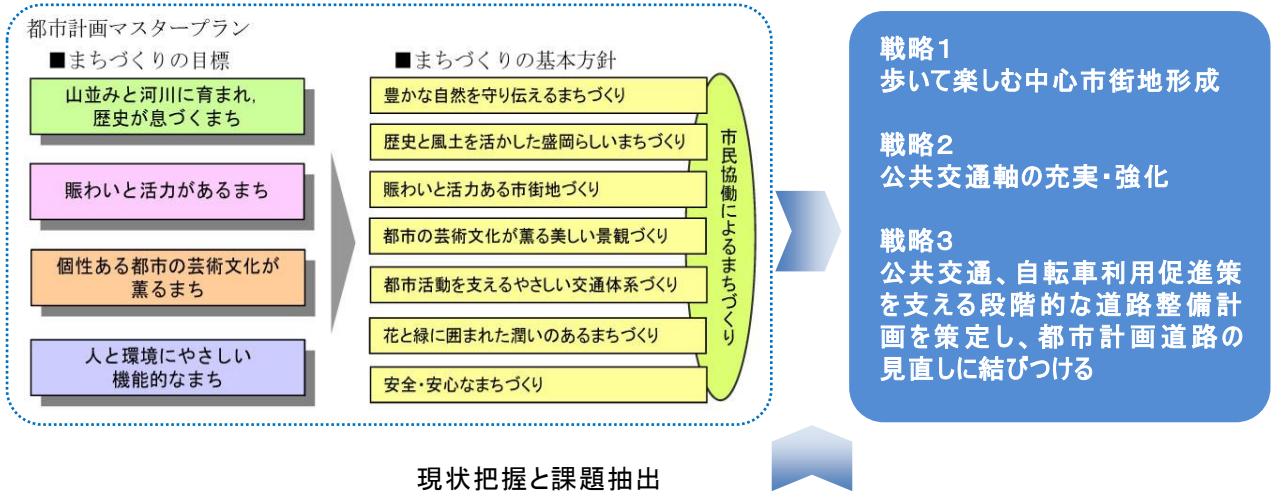 都市計画マスタープラン
■まちづくりの目標
山並みと河川に育まれ，
歴史が息づくまち
賑わいと活力があるまち
個性ある都市の芸術文化が
薫るまち
人と環境にやさしい
機能的なまち
■まちづくりの基本方針
豊かな自然を守り伝えるまちづくり
歴史と風土を活かした盛岡らしいまちづくり
賑わいと活力ある市街地づくり
都市の芸術文化が薫る美しい景観づくり
都市活動を支えるやさしい交通体系づくり
花と緑に囲まれた潤いのあるまちづくり
安全・安心なまちづくり
市民協働によるまちづくり
戦略１
歩いて楽しむ中心市街地形成
戦略２
公共交通軸の充実・強化
戦略３
公共交通、自転車利用促進策
を支える段階的な道路整備計
画を策定し、都市計画道路の
見直しに結びつける
現状把握と課題抽出